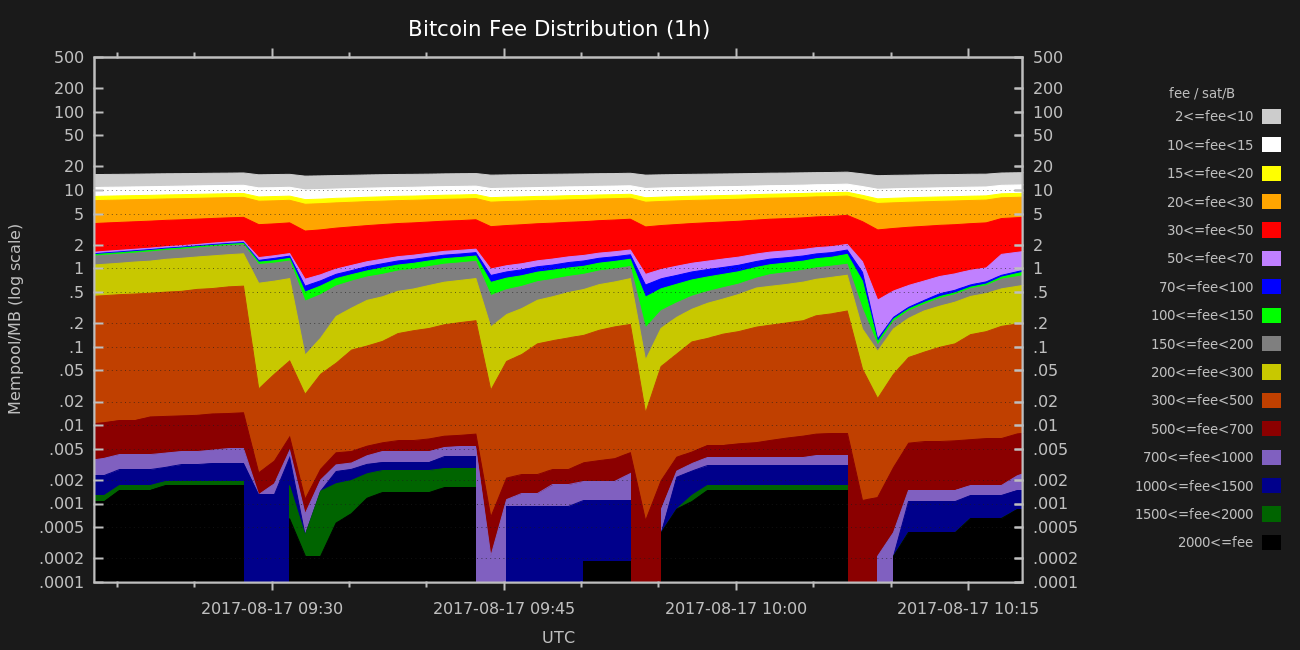 Bitcoin Fee Distribution (1h)
500
200
100
50
20
10
5
2
1
.5
.2
.1
.05
.02
.01
.005
.002
.001
.0005
.0002
.0001
Mempool/MB (log scale)
500
200
100
50
20
10
5
2
1
.5
.2
.1
.05
.02
.01
.005
.002
.001
.0005
.0002
.0001
2017-08-17 09:30 2017-08-17 09:45 2017-08-17 10:00 2017-08-17 10:15
UTC
fee / sat/B
2<=fee<10
10<=fee<15
15<=fee<20
20<=fee<30
30<=fee<50
50<=fee<70
70<=fee<100
100<=fee<150
150<=fee<200
200<=fee<300
300<=fee<500
500<=fee<700
700<=fee<1000
1000<=fee<1500
1500<=fee<2000
2000<=fee